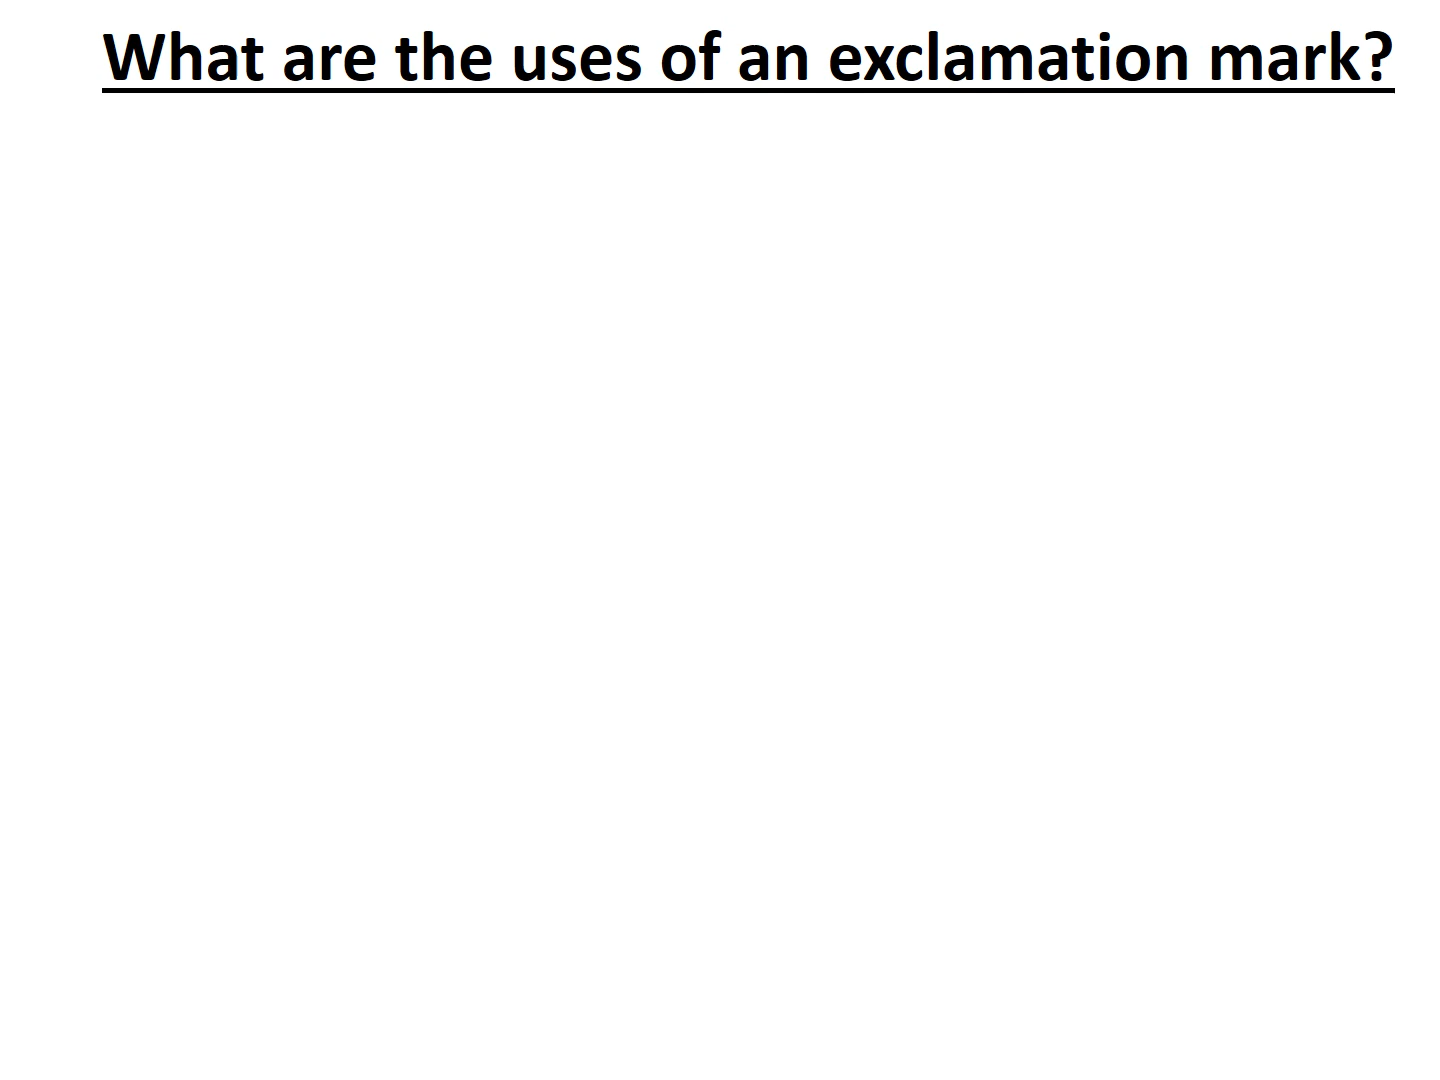 What are the uses of an exclamation mark?